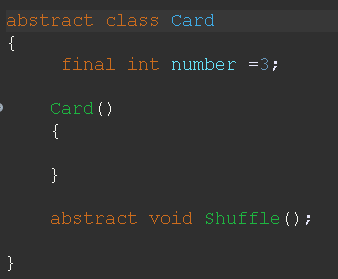 abstract class Card
{
final int number =3;
Card()
{
}
abstract void Shuffle();
}